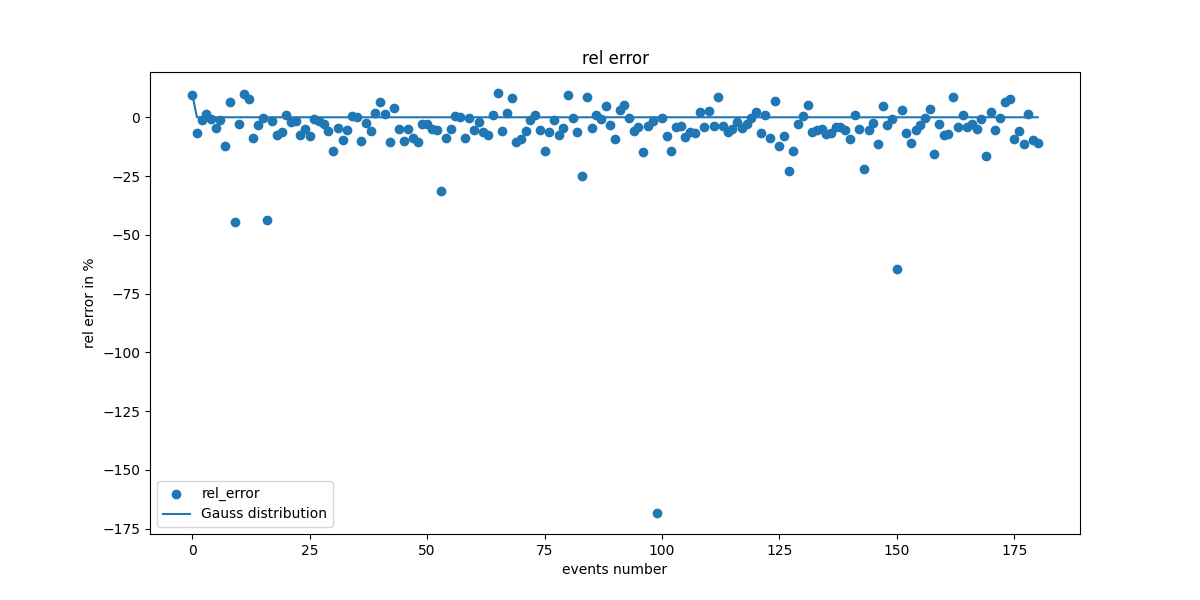 rel error
rel error in %
0
−25
−50
−75
−100
−125
−150
−175
rel_error
Gauss distribution
0 25 50 75 100 125 150 175
events number